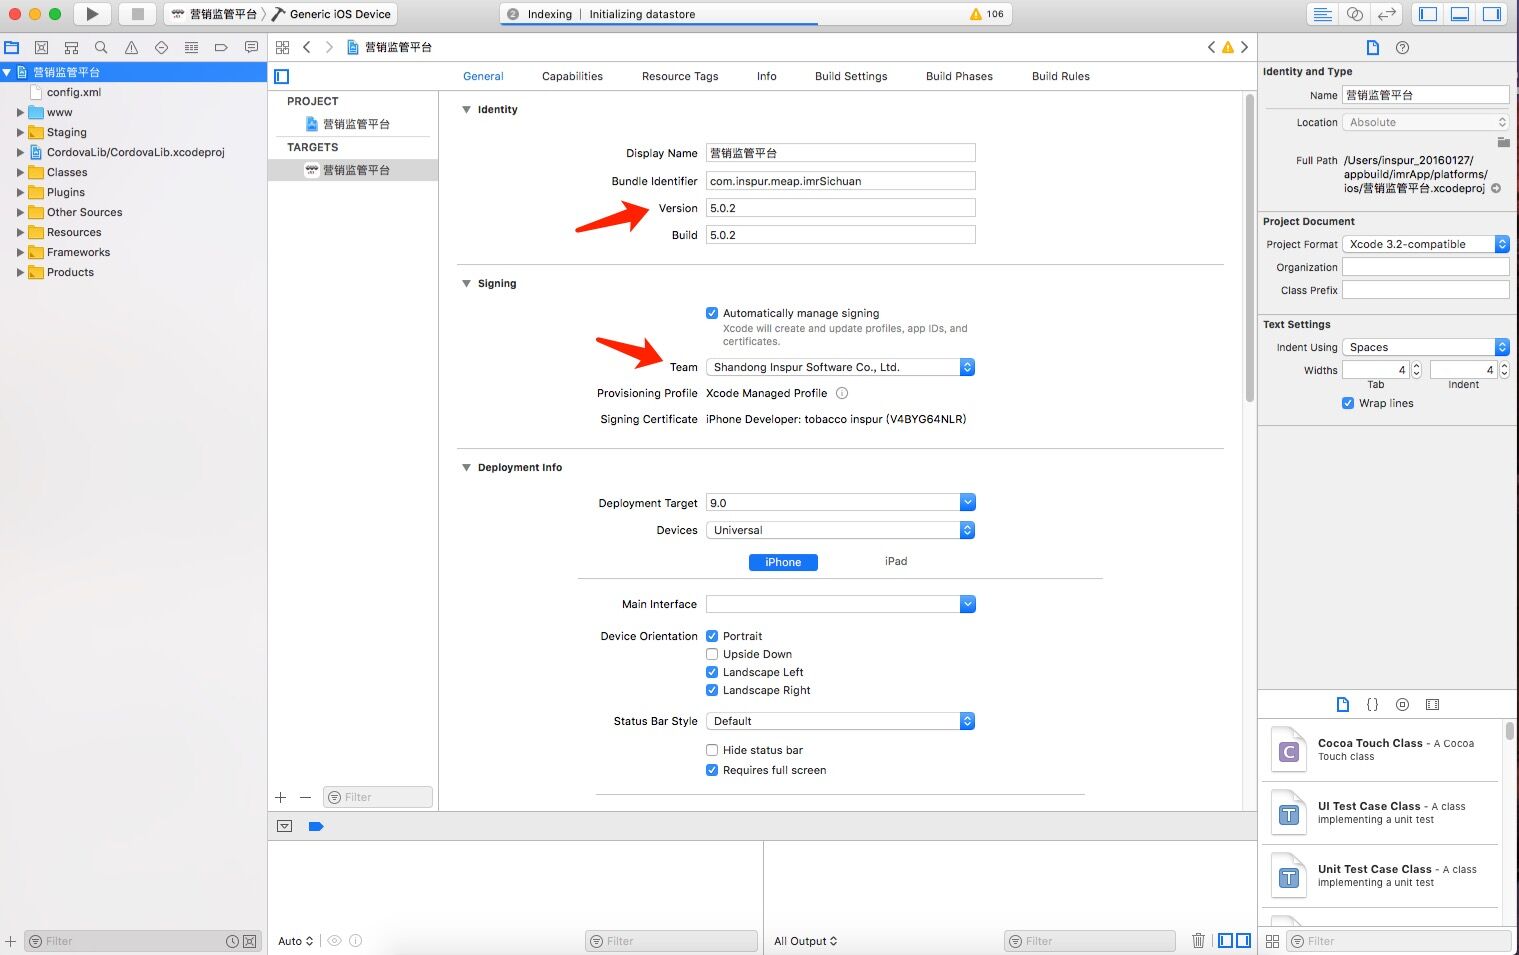 营销监管平台 〉 Generic iOS Device
2 Indexing | Initializing datastore 106
营销监管平台
config.xml
www
Staging
CordovaLib/CordovaLib.xcodeproj
Classes
Plugins
Other Sources
Resources
Frameworks
Products
Filter
营销监管平台
General Capabilities Resource Tags Info Build Settings Build Phases Build Rules
PROJECT
营销监管平台
TARGETS
营销监管平台
Filter
Identity
Display Name 营销监管平台
Bundle Identifier com.inspur.meap.imrSichuan
Version 5.0.2
Build 5.0.2
Signing
Automatically manage signing
Xcode will create and update profiles, app IDs, and
certificates.
Team Shandong Inspur Software Co., Ltd.
Provisioning Profile Xcode Managed Profile
Signing Certificate iPhone Developer: tobacco inspur (V4BYG64NLR)
Deployment Info
Deployment Target 9.0
Devices Universal
iPhone iPad
Main Interface
Device Orientation Portrait
Upside Down
Landscape Left
Landscape Right
Status Bar Style Default
Hide status bar
Requires full screen
Auto Filter
All Output Filter
Identity and Type
Name 营销监管平台
Location Absolute
Full Path /Users/inspur_20160127/
appbuild/imrApp/platforms/
ios/营销监管平台.xcodeproj
Project Document
Project Format Xcode 3.2-compatible
Organization
Class Prefix
Text Settings
Indent Using Spaces
Widths 4 4
Tab Indent
Wrap lines
{ }
C Cocoa Touch Class - A Cocoa
Touch class
T UI Test Case Class - A class
implementing a unit test
T Unit Test Case Class - A class
implementing a unit test
Filter